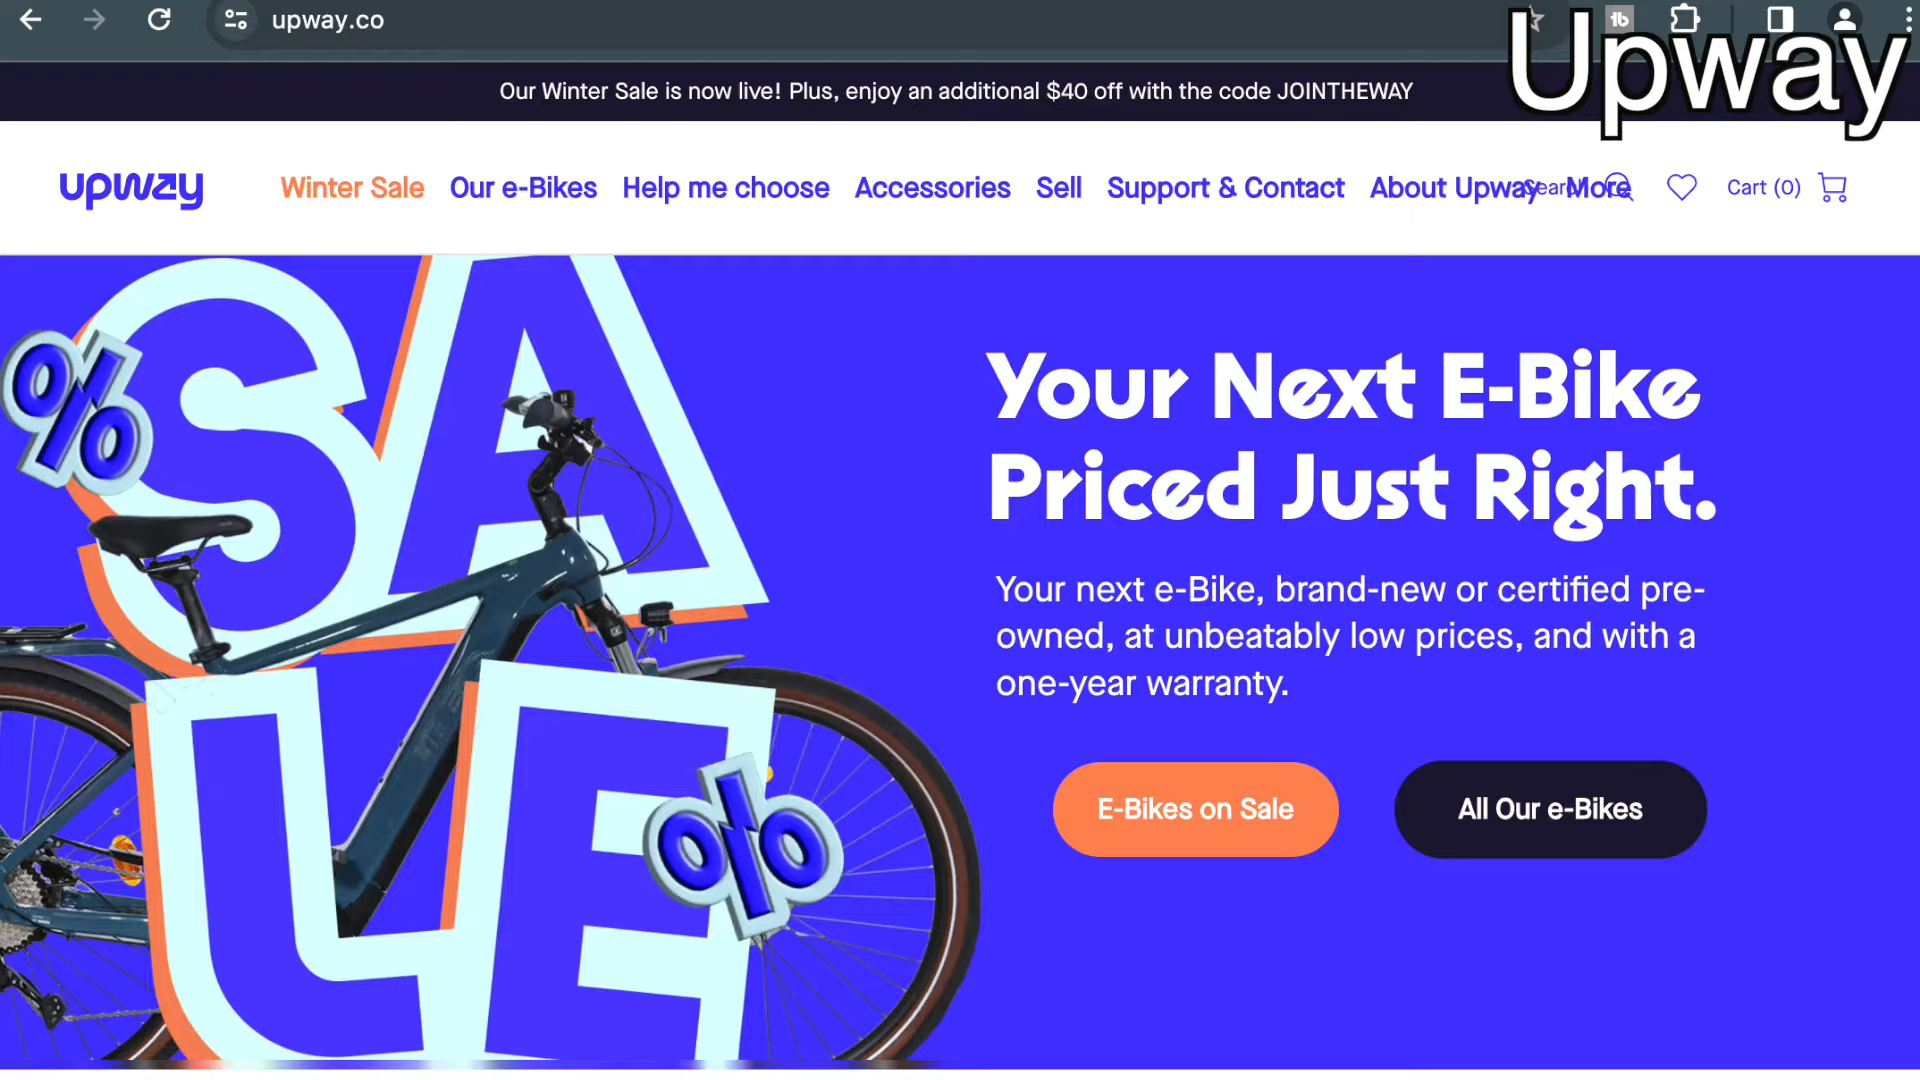 upway.co
Upway
Our Winter Sale is now live! Plus, enjoy an additional $40 off with the code JOINTHEWAY
upway
Winter Sale Our e-Bikes Help me choose Accessories Sell Support & Contact About Upway More Search Cart (0)
SALE
%
%
Your Next E-Bike
Priced Just Right.
Your next e-Bike, brand-new or certified pre-
owned, at unbeatably low prices, and with a
one-year warranty.
E-Bikes on Sale All Our e-Bikes